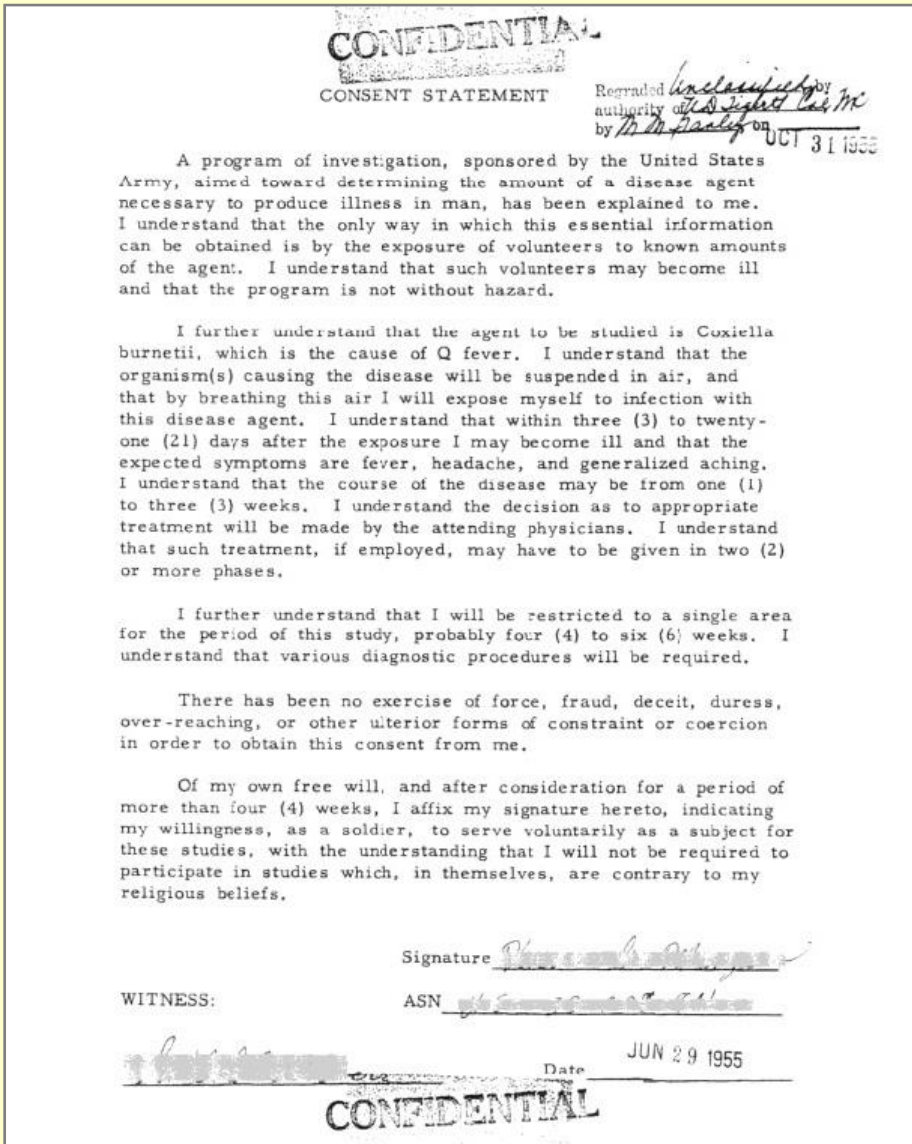 CONFIDENTIAL
CONSENT STATEMENT
Regraded Unclassified by
authority of Col, MC
by on
OCT 31 1955
A program of investigation, sponsored by the United States
Army, aimed toward determining the amount of a disease agent
necessary to produce illness in man, has been explained to me.
I understand that the only way in which this essential information
can be obtained is by the exposure of volunteers to known amounts
of the agent. I understand that such volunteers may become ill
and that the program is not without hazard.
I further understand that the agent to be studied is Coxiella
burnetii, which is the cause of Q fever. I understand that the
organism(s) causing the disease will be suspended in air, and
that by breathing this air I will expose myself to infection with
this disease agent. I understand that within three (3) to twenty-
one (21) days after the exposure I may become ill and that the
expected symptoms are fever, headache, and generalized aching.
I understand that the course of the disease may be from one (1)
to three (3) weeks. I understand the decision as to appropriate
treatment will be made by the attending physicians. I understand
that such treatment, if employed, may have to be given in two (2)
or more phases.
I further understand that I will be restricted to a single area
for the period of this study, probably four (4) to six (6) weeks. I
understand that various diagnostic procedures will be required.
There has been no exercise of force, fraud, deceit, duress,
over-reaching, or other ulterior forms of constraint or coercion
in order to obtain this consent from me.
Of my own free will, and after consideration for a period of
more than four (4) weeks, I affix my signature hereto, indicating
my willingness, as a soldier, to serve voluntarily as a subject for
these studies, with the understanding that I will not be required to
participate in studies which, in themselves, are contrary to my
religious beliefs.
Signature
WITNESS: ASN
Date JUN 29 1955
CONFIDENTIAL